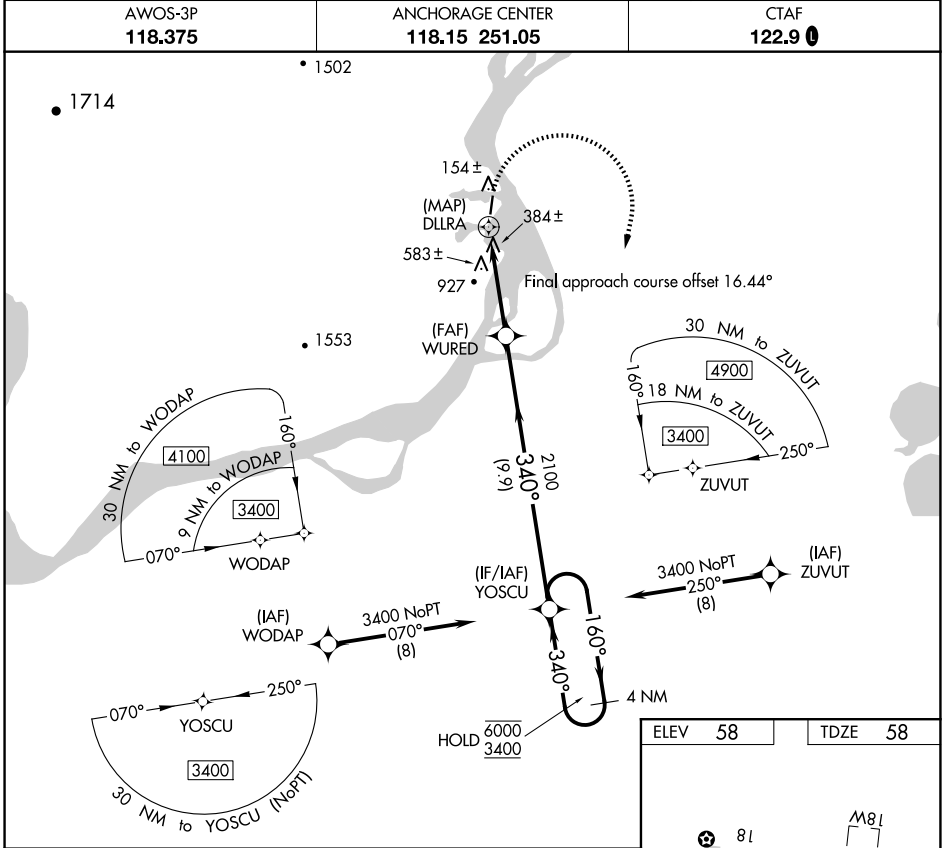 AWOS-3P
118.375
ANCHORAGE CENTER
118.15 251.05
CTAF
122.9 L
1502
1714
154±
(MAP)
DLLRA
384±
583±
927
Final approach course offset 16.44°
1553
(FAF)
WURED
30 NM to ZUVUT
4900
160°
18 NM to ZUVUT
3400
250°
ZUVUT
30 NM to WODAP
4100
160°
9 NM to WODAP
3400
070°
WODAP
340°
2100
(9.9)
(IF/IAF)
YOSCU
3400 NoPT
250°
(8)
(IAF)
ZUVUT
(IAF)
WODAP
3400 NoPT
070°
(8)
160°
340°
4 NM
HOLD 6000
3400
070°
250°
YOSCU
3400
30 NM to YOSCU (NoPT)
ELEV 58
TDZE 58
18
18W